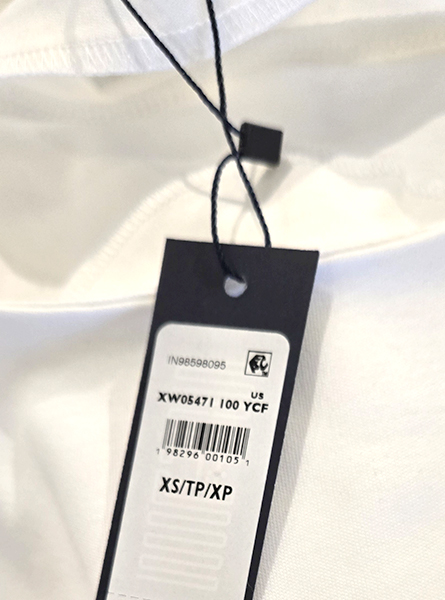 IN98598095
US
XW05471 100 YCF
1 98296 00105 1
XS/TP/XP